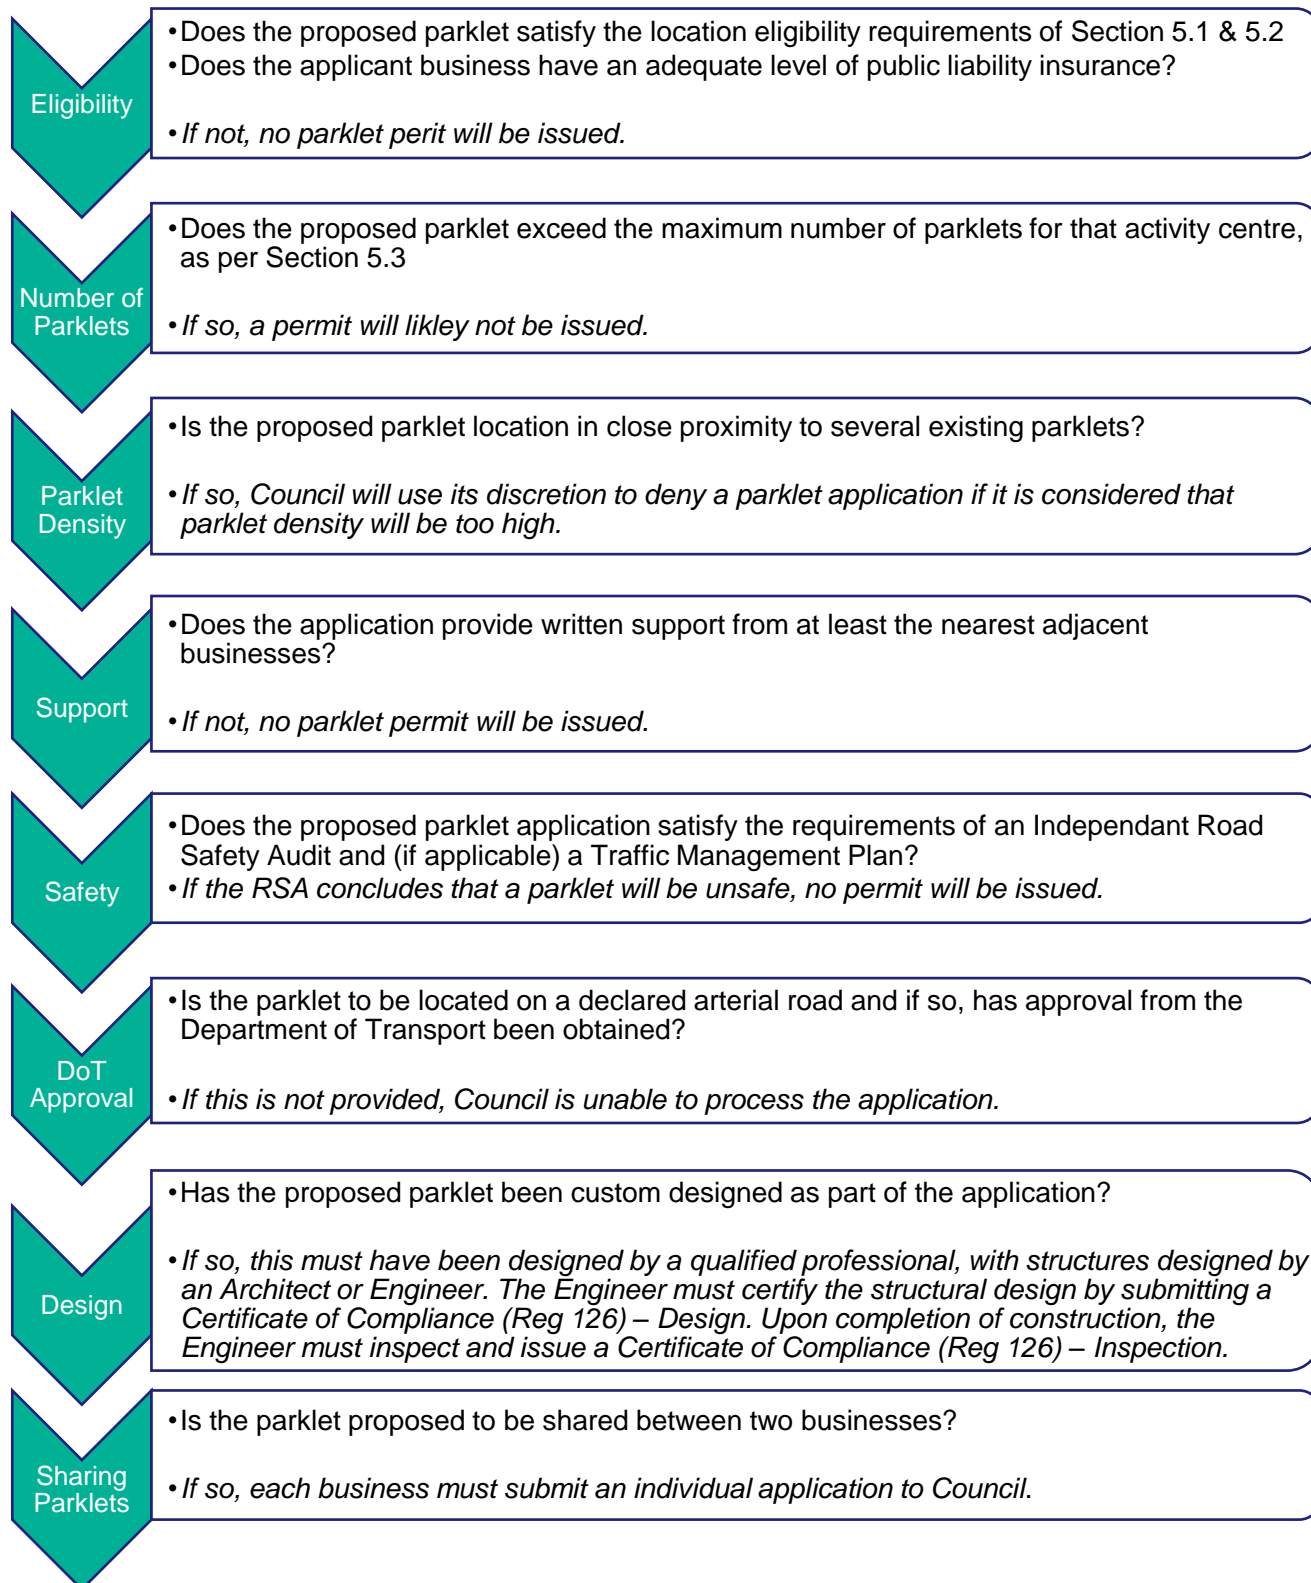 Eligibility
•Does the proposed parklet satisfy the location eligibility requirements of Section 5.1 & 5.2
•Does the applicant business have an adequate level of public liability insurance?
•If not, no parklet perit will be issued.
Number of
Parklets
•Does the proposed parklet exceed the maximum number of parklets for that activity centre,
as per Section 5.3
•If so, a permit will likley not be issued.
Parklet
Density
•Is the proposed parklet location in close proximity to several existing parklets?
•If so, Council will use its discretion to deny a parklet application if it is considered that
parklet density will be too high.
Support
•Does the application provide written support from at least the nearest adjacent
businesses?
•If not, no parklet permit will be issued.
Safety
•Does the proposed parklet application satisfy the requirements of an Independant Road
Safety Audit and (if applicable) a Traffic Management Plan?
•If the RSA concludes that a parklet will be unsafe, no permit will be issued.
DoT
Approval
•Is the parklet to be located on a declared arterial road and if so, has approval from the
Department of Transport been obtained?
•If this is not provided, Council is unable to process the application.
Design
•Has the proposed parklet been custom designed as part of the application?
•If so, this must have been designed by a qualified professional, with structures designed by
an Architect or Engineer. The Engineer must certify the structural design by submitting a
Certificate of Compliance (Reg 126) – Design. Upon completion of construction, the
Engineer must inspect and issue a Certificate of Compliance (Reg 126) – Inspection.
Sharing
Parklets
•Is the parklet proposed to be shared between two businesses?
•If so, each business must submit an individual application to Council.